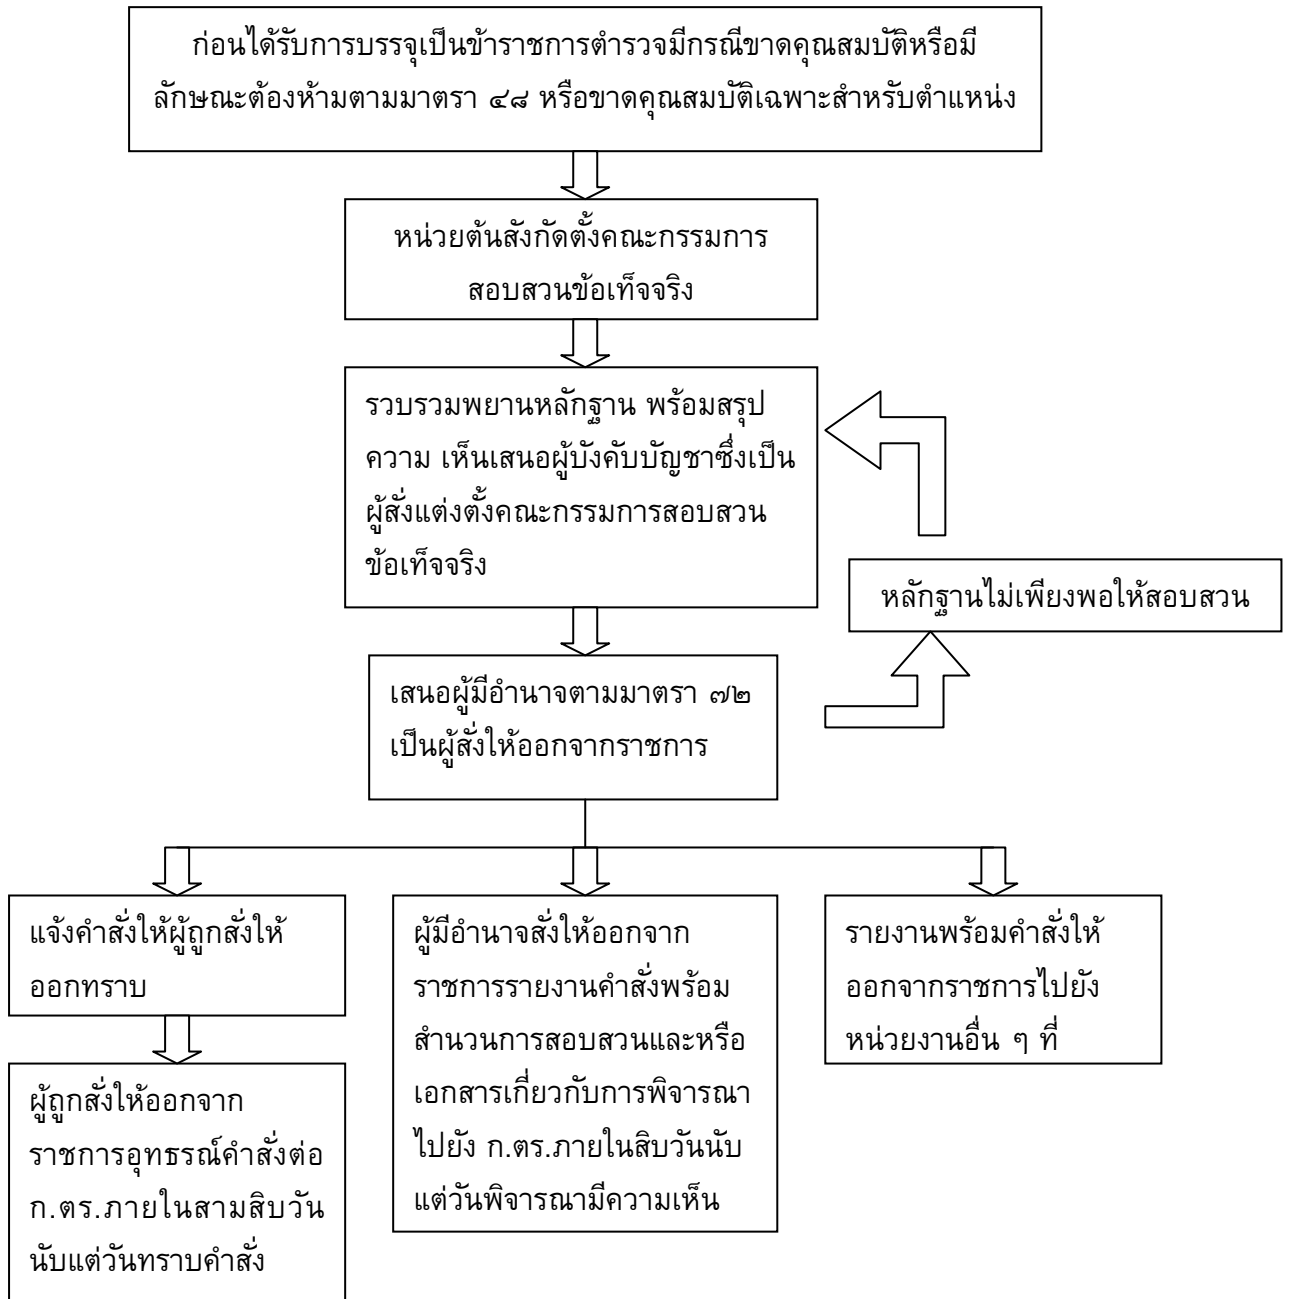 ก่อนได้รับการบรรจุเป็นข้าราชการตำรวจมีกรณีขาดคุณสมบัติหรือมี
ลักษณะต้องห้ามตามมาตรา ๔๘ หรือขาดคุณสมบัติเฉพาะสำหรับตำแหน่ง
หน่วยต้นสังกัดตั้งคณะกรรมการ
สอบสวนข้อเท็จจริง
รวบรวมพยานหลักฐาน พร้อมสรุป
ความ เห็นเสนอผู้บังคับบัญชาซึ่งเป็น
ผู้สั่งแต่งตั้งคณะกรรมการสอบสวน
ข้อเท็จจริง
หลักฐานไม่เพียงพอให้สอบสวน
เสนอผู้มีอำนาจตามมาตรา ๗๒
เป็นผู้สั่งให้ออกจากราชการ
แจ้งคำสั่งให้ผู้ถูกสั่งให้
ออกทราบ
ผู้ถูกสั่งให้ออกจาก
ราชการอุทธรณ์คำสั่งต่อ
ก.ตร.ภายในสามสิบวัน
นับแต่วันทราบคำสั่ง
ผู้มีอำนาจสั่งให้ออกจาก
ราชการรายงานคำสั่งพร้อม
สำนวนการสอบสวนและหรือ
เอกสารเกี่ยวกับการพิจารณา
ไปยัง ก.ตร.ภายในสิบวันนับ
แต่วันพิจารณามีความเห็น
รายงานพร้อมคำสั่งให้
ออกจากราชการไปยัง
หน่วยงานอื่น ๆ ที่